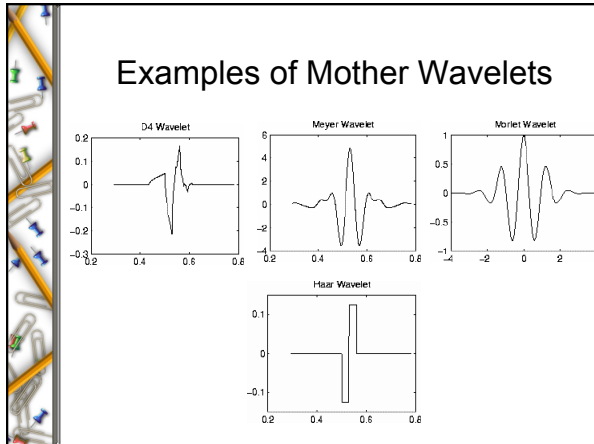 Examples of Mother Wavelets
D4 Wavelet
0.2
0.1
0
−0.1
−0.2
−0.3
0.2 0.4 0.6 0.8
Meyer Wavelet
6
4
2
0
−2
−4
0.2 0.4 0.6 0.8
Morlet Wavelet
1
0.5
0
−0.5
−1
−4 −2 0 2
Haar Wavelet
0.1
0
−0.1
0.2 0.4 0.6 0.8